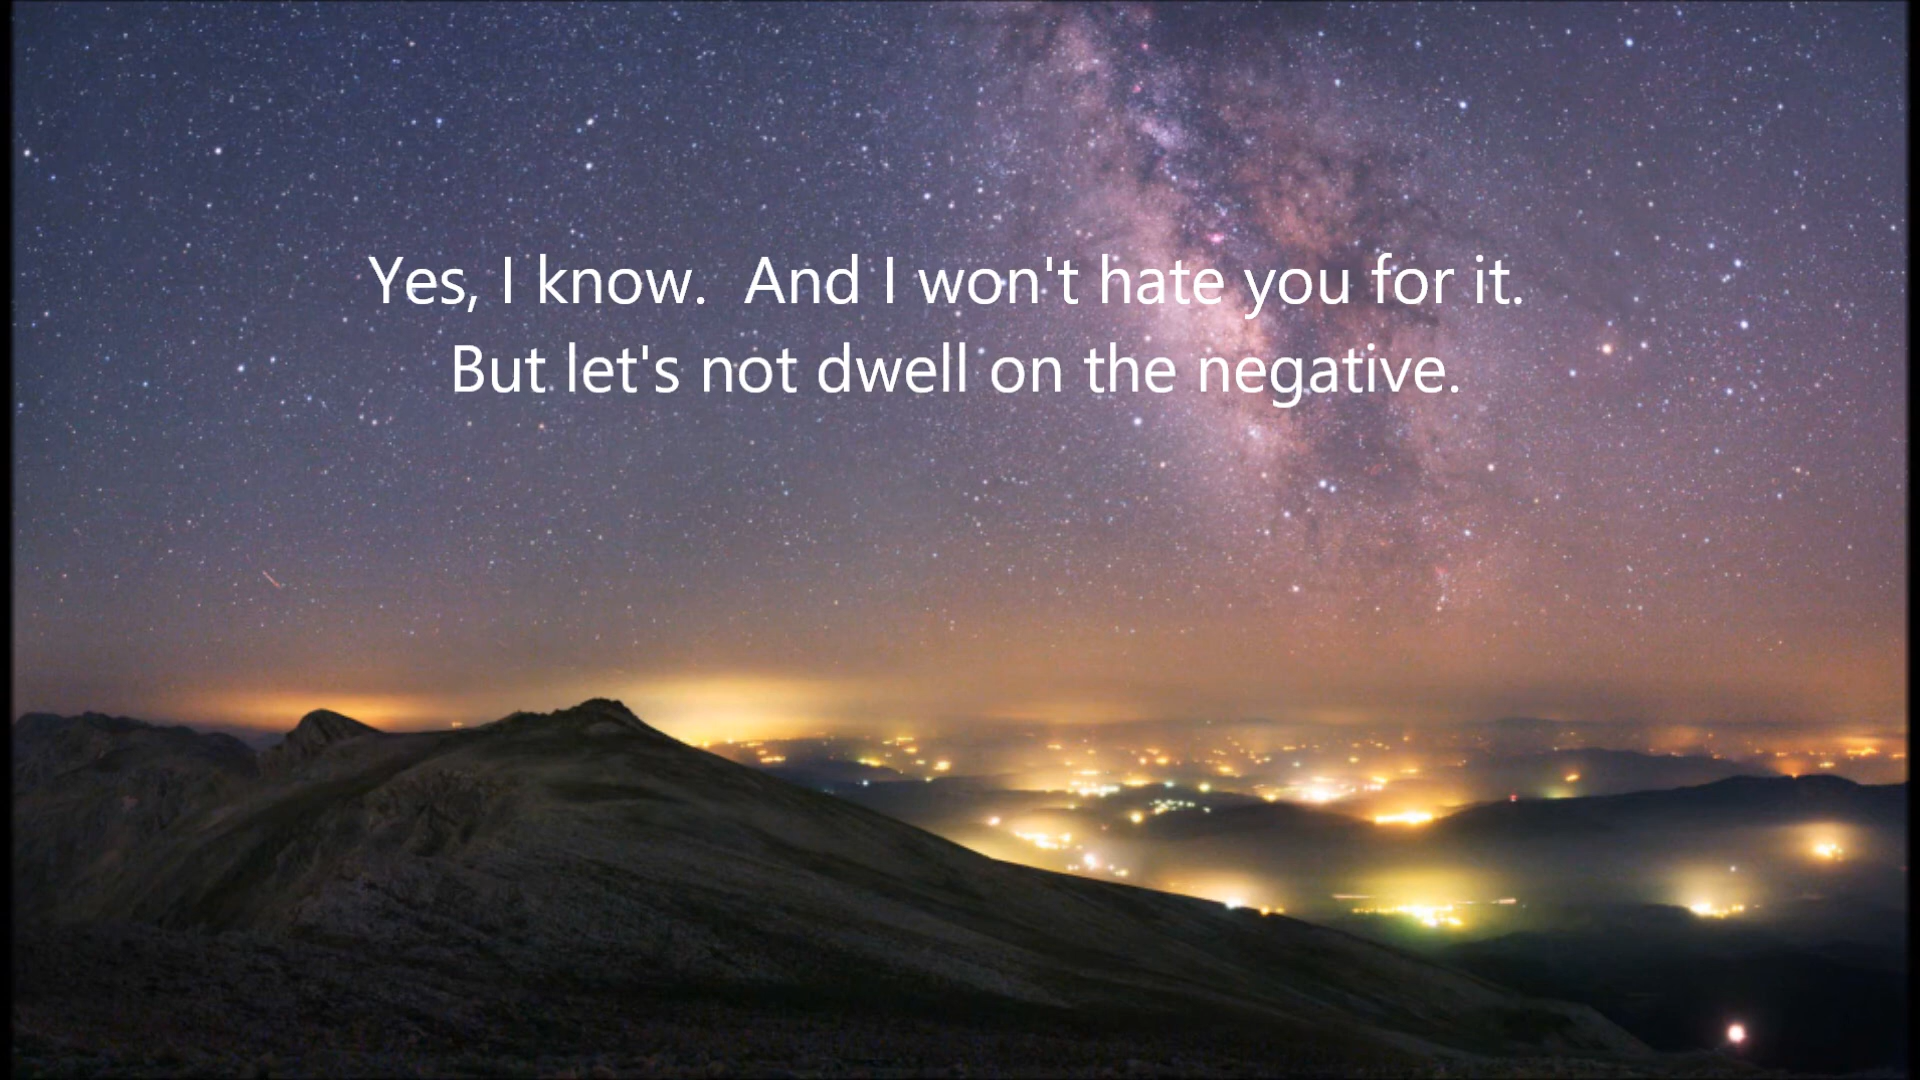 Yes, I know.  And I won't hate you for it.
But let's not dwell on the negative.